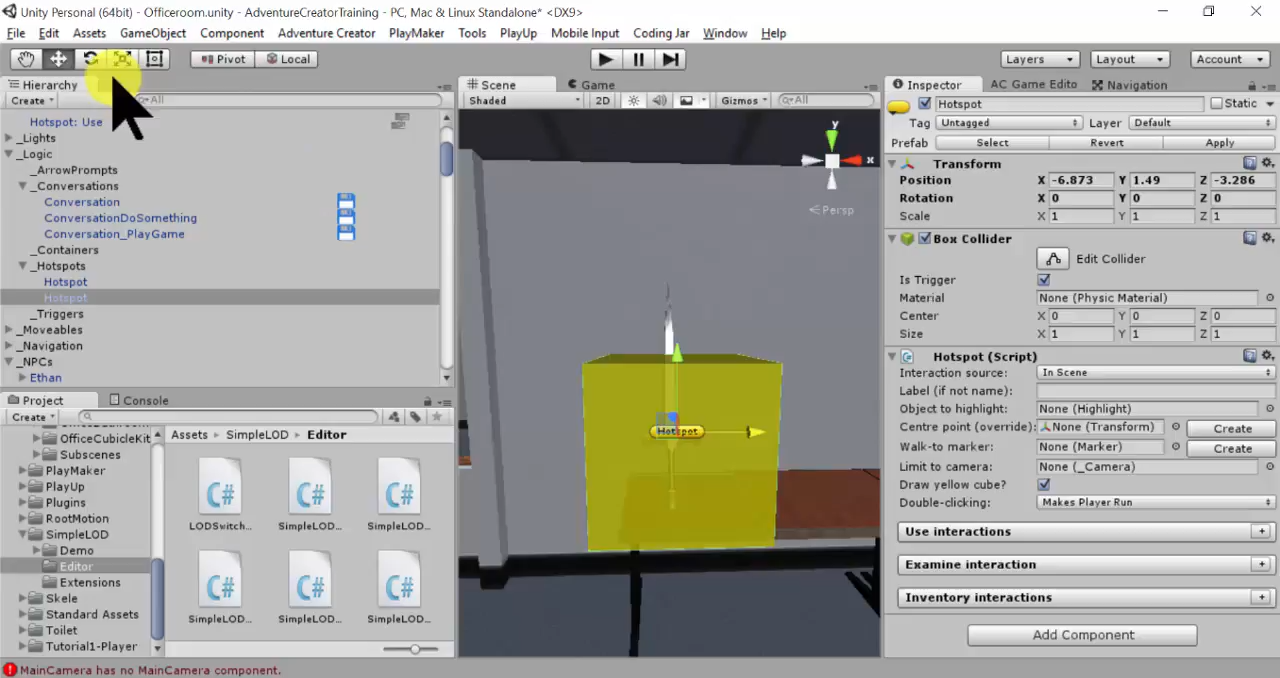 Unity Personal (64bit) - Officeroom.unity - AdventureCreatorTraining - PC, Mac & Linux Standalone* <DX9>
File Edit Assets GameObject Component Adventure Creator PlayMaker Tools PlayUp Mobile Input Coding Jar Window Help
Pivot Local Layers Layout Account
Hierarchy
Create All
Hotspot: Use
_Lights
_Logic
_ArrowPrompts
_Conversations
Conversation
ConversationDoSomething
Conversation_PlayGame
_Containers
_Hotspots
Hotspot
Hotspot
_Triggers
_Moveables
_Navigation
_NPCs
Ethan
Project Console
Create
OfficeCubicleKit
Subscenes
PlayMaker
PlayUp
Plugins
RootMotion
SimpleLOD
Demo
Editor
Extensions
Skele
Standard Assets
Toilet
Tutorial1-Player
Assets SimpleLOD Editor
LODSwitch... SimpleLOD... SimpleLOD...
SimpleLOD... SimpleLOD... SimpleLOD...
Scene Game
Shaded 2D Gizmos All
y
x
Persp
Hotspot
Inspector AC Game Edito Navigation
Hotspot Static
Tag Untagged Layer Default
Prefab Select Revert Apply
Transform
Position X -6.873 Y 1.49 Z -3.286
Rotation X 0 Y 0 Z 0
Scale X 1 Y 1 Z 1
Box Collider
Edit Collider
Is Trigger
Material None (Physic Material)
Center X 0 Y 0 Z 0
Size X 1 Y 1 Z 1
Hotspot (Script)
Interaction source: In Scene
Label (if not name):
Object to highlight: None (Highlight)
Centre point (override): None (Transform) Create
Walk-to marker: None (Marker) Create
Limit to camera: None (_Camera)
Draw yellow cube?
Double-clicking: Makes Player Run
Use interactions +
Examine interaction +
Inventory interactions +
Add Component
MainCamera has no MainCamera component.